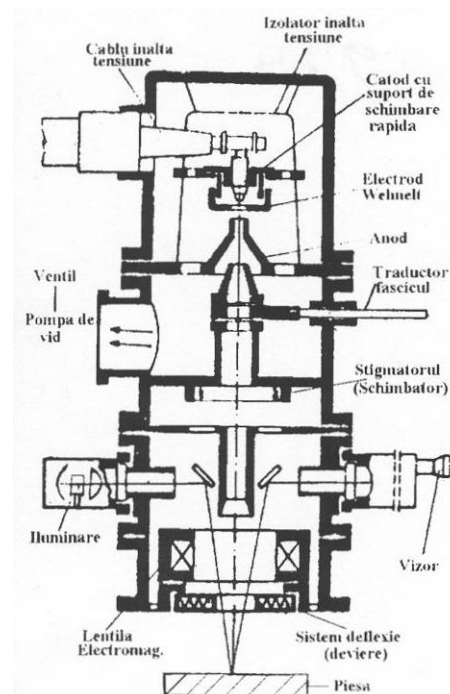 Izolator inalta
tensiune
Cablu inalta
tensiune
Catod cu
suport de
schimbare
rapida
Electrod
Wehnelt
Anod
Ventil
Pompa de
vid
Traductor
fascicul
Stigmatorul
(Schimbator)
Iluminare
Vizor
Lentila
Electromag.
Sistem deflexie
(deviere)
Piesa